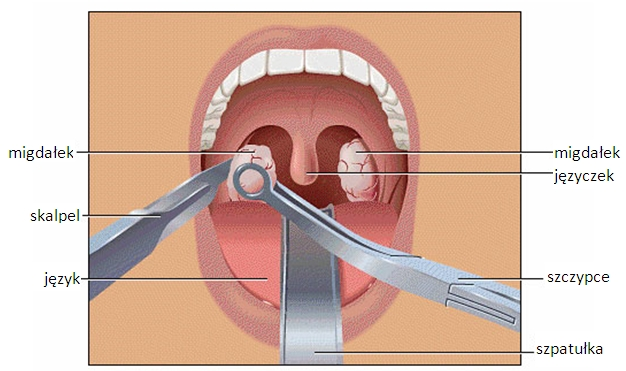 migdałek
skalpel
język
migdałek
języczek
szczypce
szpatułka